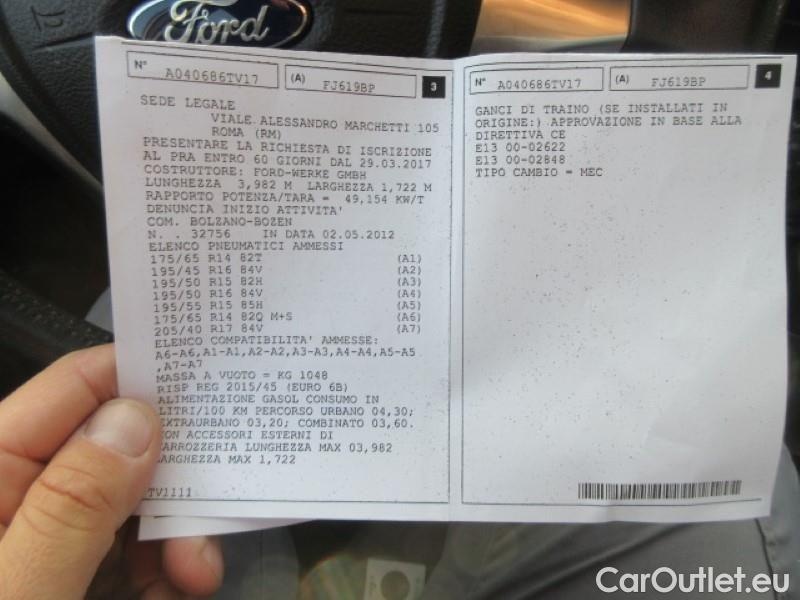 Ford
N° A040686TV17 (A) FJ619BP 3
SEDE LEGALE
VIALE ALESSANDRO MARCHETTI 105
ROMA (RM)
PRESENTARE LA RICHIESTA DI ISCRIZIONE
AL PRA ENTRO 60 GIORNI DAL 29.03.2017
COSTRUTTORE: FORD-WERKE GMBH
LUNGHEZZA 3,982 M LARGHEZZA 1,722 M
RAPPORTO POTENZA/TARA = 49,154 KW/T
DENUNCIA INIZIO ATTIVITA'
COM. BOLZANO-BOZEN
N. . 32756 IN DATA 02.05.2012
ELENCO PNEUMATICI AMMESSI
175/65 R14 82T (A1)
195/45 R16 84V (A2)
195/50 R15 82H (A3)
195/50 R16 84V (A4)
195/55 R15 85H (A5)
175/65 R14 82Q M+S (A6)
205/40 R17 84V (A7)
ELENCO COMPATIBILITA' AMMESSE:
A6-A6,A1-A1,A2-A2,A3-A3,A4-A4,A5-A5
,A7-A7
MASSA A VUOTO = KG 1048
RISP REG 2015/45 (EURO 6B)
ALIMENTAZIONE GASOL CONSUMO IN
LITRI/100 KM PERCORSO URBANO 04,30;
EXTRAURBANO 03,20; COMBINATO 03,60.
CON ACCESSORI ESTERNI DI
CARROZZERIA LUNGHEZZA MAX 03,982
LARGHEZZA MAX 1,722
TV1111
N° A040686TV17 (A) FJ619BP 4
GANCI DI TRAINO (SE INSTALLATI IN
ORIGINE:) APPROVAZIONE IN BASE ALLA
DIRETTIVA CE
E13 00-02622
E13 00-02848
TIPO CAMBIO = MEC
CarOutlet.eu